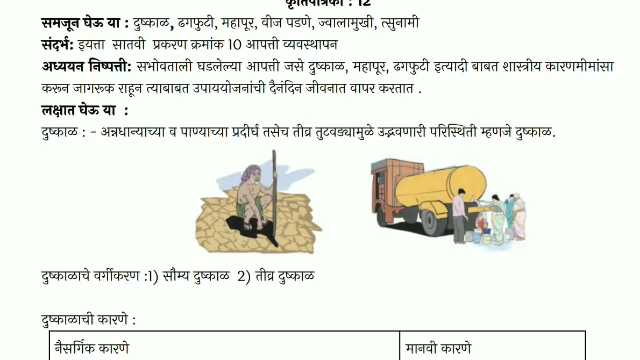 कृतिपत्रिका : 12
समजून घेऊ या : दुष्काळ, ढगफुटी, महापूर, वीज पडणे, ज्वालामुखी, त्सुनामी
संदर्भ: इयत्ता सातवी प्रकरण क्रमांक 10 आपत्ती व्यवस्थापन
अध्ययन निष्पत्ती: सभोवताली घडलेल्या आपत्ती जसे दुष्काळ, महापूर, ढगफुटी इत्यादी बाबत शास्त्रीय कारणमीमांसा
करून जागरूक राहून त्याबाबत उपाययोजनांची दैनंदिन जीवनात वापर करतात .
लक्षात घेऊ या :
दुष्काळ : - अन्नधान्याच्या व पाण्याच्या प्रदीर्घ तसेच तीव्र तुटवड्यामुळे उद्भवणारी परिस्थिती म्हणजे दुष्काळ.
दुष्काळाचे वर्गीकरण :1) सौम्य दुष्काळ 2) तीव्र दुष्काळ
दुष्काळाची कारणे :
नैसर्गिक कारणे
मानवी कारणे